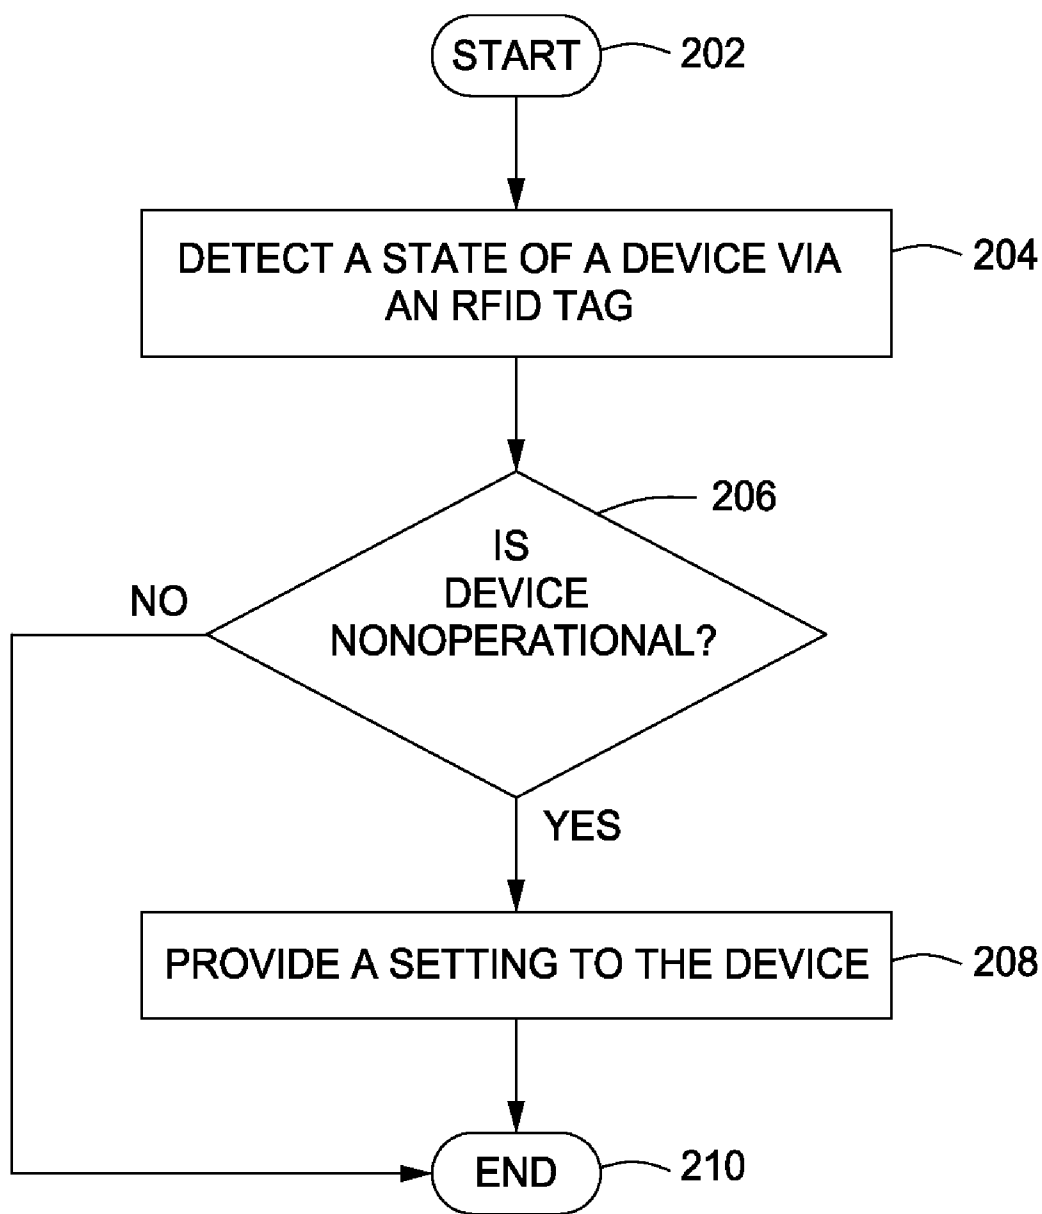 START
202
DETECT A STATE OF A DEVICE VIA
AN RFID TAG
204
206
IS
DEVICE
NONOPERATIONAL?
NO
YES
PROVIDE A SETTING TO THE DEVICE
208
END
210